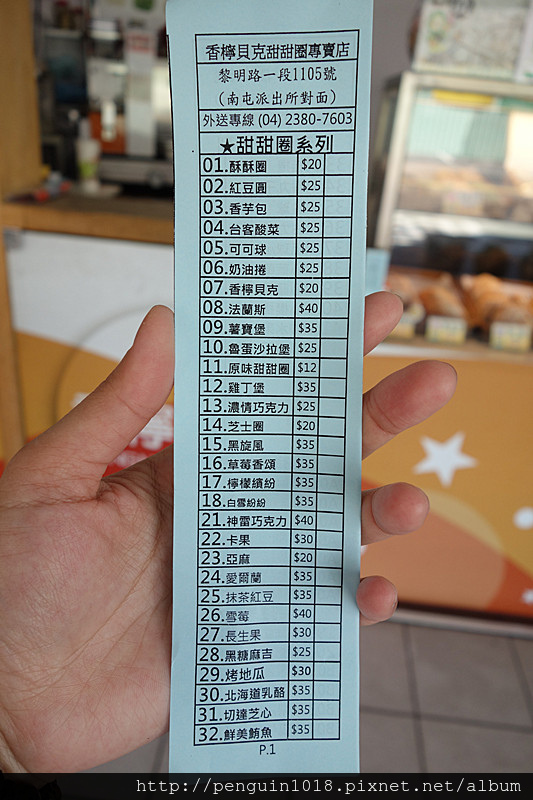 香檸貝克甜甜圈專賣店
黎明路一段1105號
（南屯派出所對面）
外送專線 (04) 2380-7603
★甜甜圈系列
01.酥酥圈 $20
02.紅豆圓 $25
03.香芋包 $25
04.台客酸菜 $25
05.可可球 $25
06.奶油捲 $25
07.香檸貝克 $20
08.法蘭斯 $40
09.薯寶堡 $35
10.魯蛋沙拉堡 $25
11.原味甜甜圈 $12
12.雞丁堡 $35
13.濃情巧克力 $25
14.芝士圈 $20
15.黑旋風 $35
16.草莓香頌 $35
17.檸檬繽紛 $35
18.白雪紛紛 $35
21.神雷巧克力 $40
22.卡果 $30
23.亞麻 $20
24.愛爾蘭 $35
25.抹茶紅豆 $35
26.雪莓 $40
27.長生果 $30
28.黑糖麻吉 $25
29.烤地瓜 $30
30.北海道乳酪 $35
31.切達芝心 $35
32.鮮美鮪魚 $35
P.1
http://penguin1018.pixnet.net/album